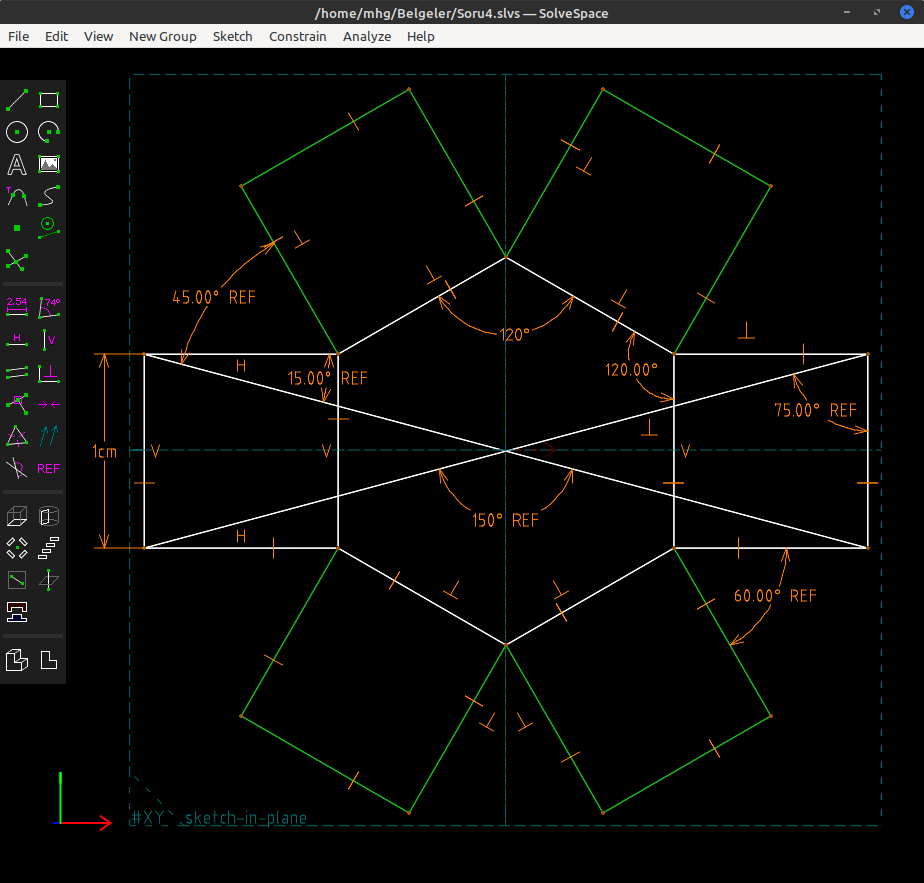 /home/mhg/Belgeler/Soru4.slvs — SolveSpace
File Edit View New Group Sketch Constrain Analyze Help
A
T
2.54 74°
H V
REF
45.00° REF
120°
H 15.00° REF 120.00° 75.00° REF
1cm V V V
150° REF
H
60.00° REF
#XY sketch-in-plane